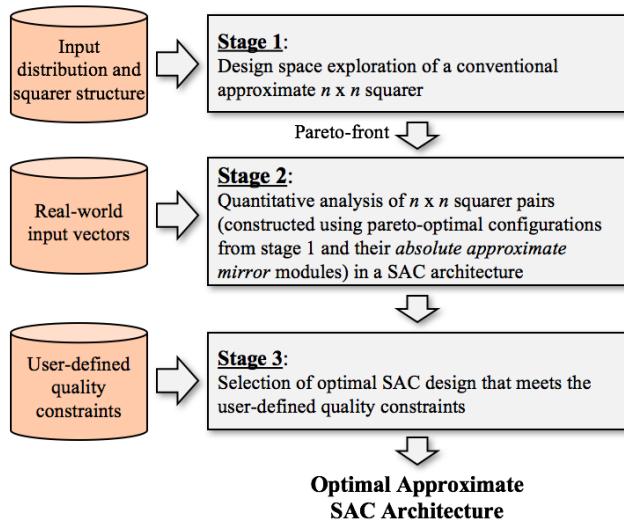 Input
distribution and
squarer structure
Stage 1:
Design space exploration of a conventional
approximate n x n squarer
Pareto-front
Real-world
input vectors
Stage 2:
Quantitative analysis of n x n squarer pairs
(constructed using pareto-optimal configurations
from stage 1 and their absolute approximate
mirror modules) in a SAC architecture
User-defined
quality
constraints
Stage 3:
Selection of optimal SAC design that meets the
user-defined quality constraints
Optimal Approximate
SAC Architecture